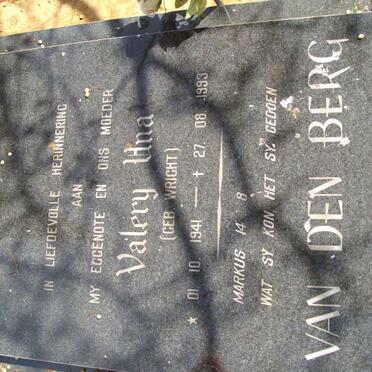 IN LIEFDEVOLLE HERINNERING
AAN
MY EGGENOTE EN ONS MOEDER
Valery Una
(GEB WRIGHT)
* 01 10 1941 — † 27 08 1993
MARKUS 14 8
WAT SY KON HET SY GEDOEN
VAN DEN BERG